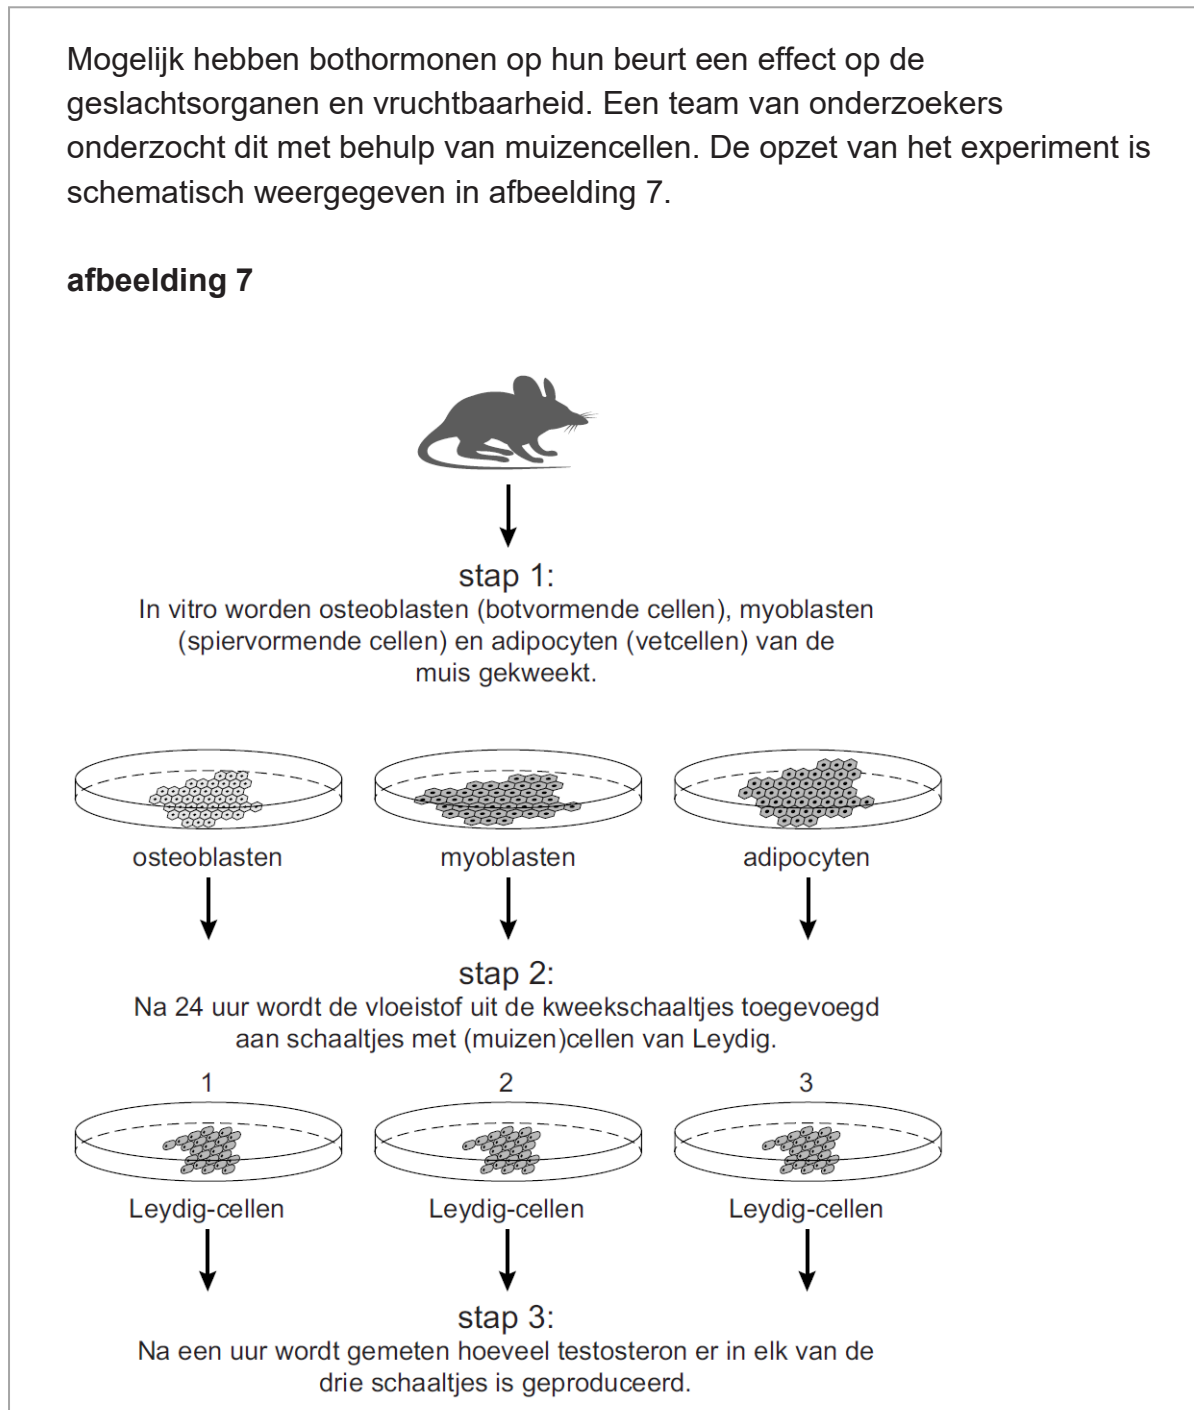 Mogelijk hebben bothormonen op hun beurt een effect op de
geslachtsorganen en vruchtbaarheid. Een team van onderzoekers
onderzocht dit met behulp van muizencellen. De opzet van het experiment is
schematisch weergegeven in afbeelding 7.
afbeelding 7
stap 1:
In vitro worden osteoblasten (botvormende cellen), myoblasten
(spiervormende cellen) en adipocyten (vetcellen) van de
muis gekweekt.
osteoblasten myoblasten adipocyten
stap 2:
Na 24 uur wordt de vloeistof uit de kweekschaaltjes toegevoegd
aan schaaltjes met (muizen)cellen van Leydig.
1 2 3
Leydig-cellen Leydig-cellen Leydig-cellen
stap 3:
Na een uur wordt gemeten hoeveel testosteron er in elk van de
drie schaaltjes is geproduceerd.